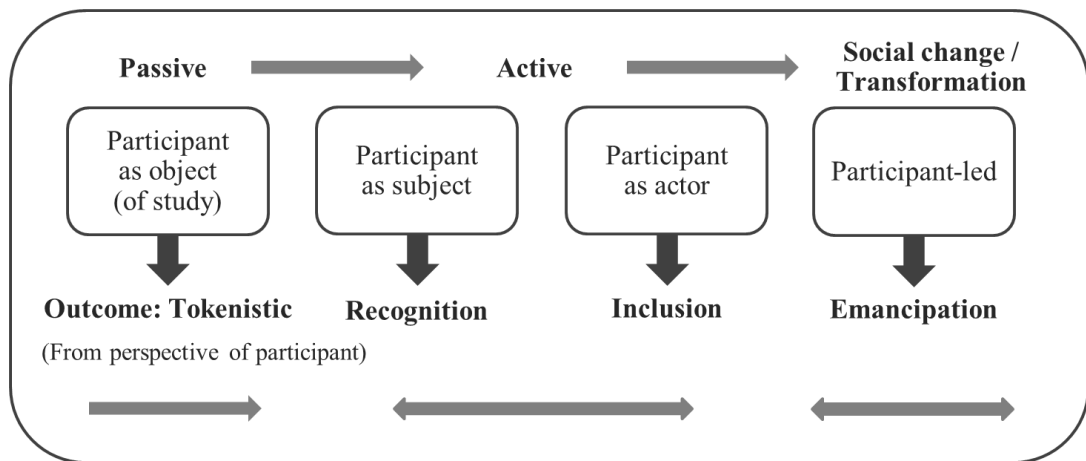 Passive
Active
Social change /
Transformation
Participant
as object
(of study)
Participant
as subject
Participant
as actor
Participant-led
Outcome: Tokenistic
Recognition
Inclusion
Emancipation
(From perspective of participant)